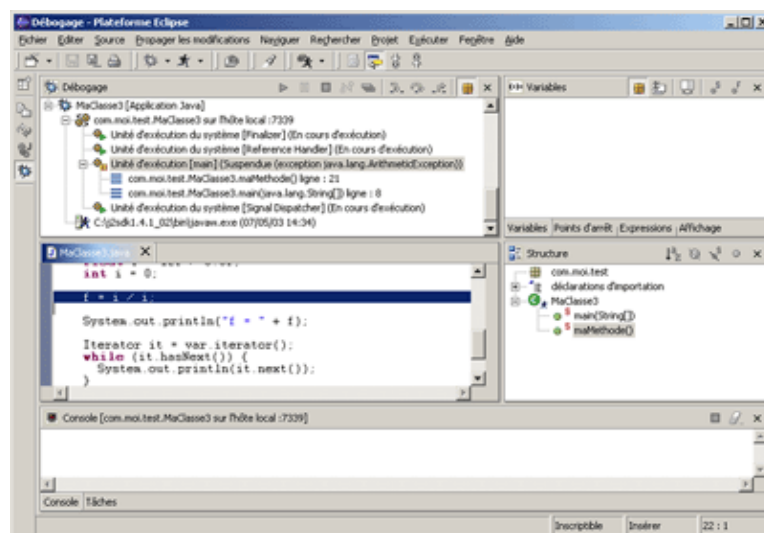 Débogage - Plateforme Eclipse
Fichier Editer Source Propager les modifications Naviguer Rechercher Projet Exécuter Fenêtre Aide
Débogage
MaClasse3 [Application Java]
com.moi.test.MaClasse3 sur l'hôte local :7339
Unité d'exécution du système [Finalizer] (En cours d'exécution)
Unité d'exécution du système [Reference Handler] (En cours d'exécution)
Unité d'exécution [main] (Suspendue (exception java.lang.ArithmeticException))
com.moi.test.MaClasse3.maMethode() ligne : 21
com.moi.test.MaClasse3.main(java.lang.String[]) ligne : 8
Unité d'exécution du système [Signal Dispatcher] (En cours d'exécution)
C:\j2sdk1.4.1_02\bin\javaw.exe (07/05/03 14:34)
Variables
Variables Points d'arrêt Expressions Affichage
MaClasse3.java
int i = 0;
f = i / i;
System.out.println("f = " + f);
Iterator it = var.iterator();
while (it.hasNext()) {
System.out.println(it.next());
}
Structure
com.moi.test
déclarations d'importation
MaClasse3
main(String[])
maMethode()
Console [com.moi.test.MaClasse3 sur l'hôte local :7339]
Console Tâches
Inscriptible Insérer 22 : 1